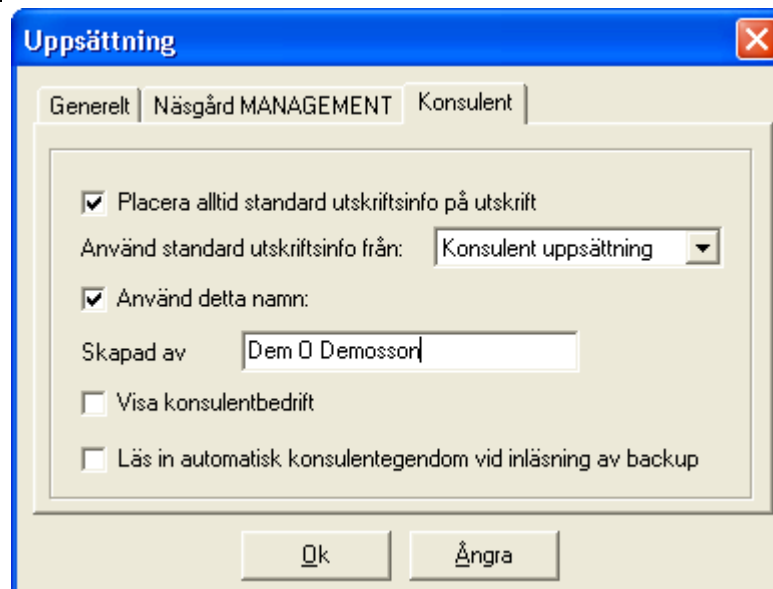 Uppsättning
Generelt Näsgård MANAGEMENT Konsulent
Placera alltid standard utskriftsinfo på utskrift
Använd standard utskriftsinfo från: Konsulent uppsättning
Använd detta namn:
Skapad av Dem O Demosson
Visa konsulentbedrift
Läs in automatisk konsulentegendom vid inläsning av backup
Ok Ångra